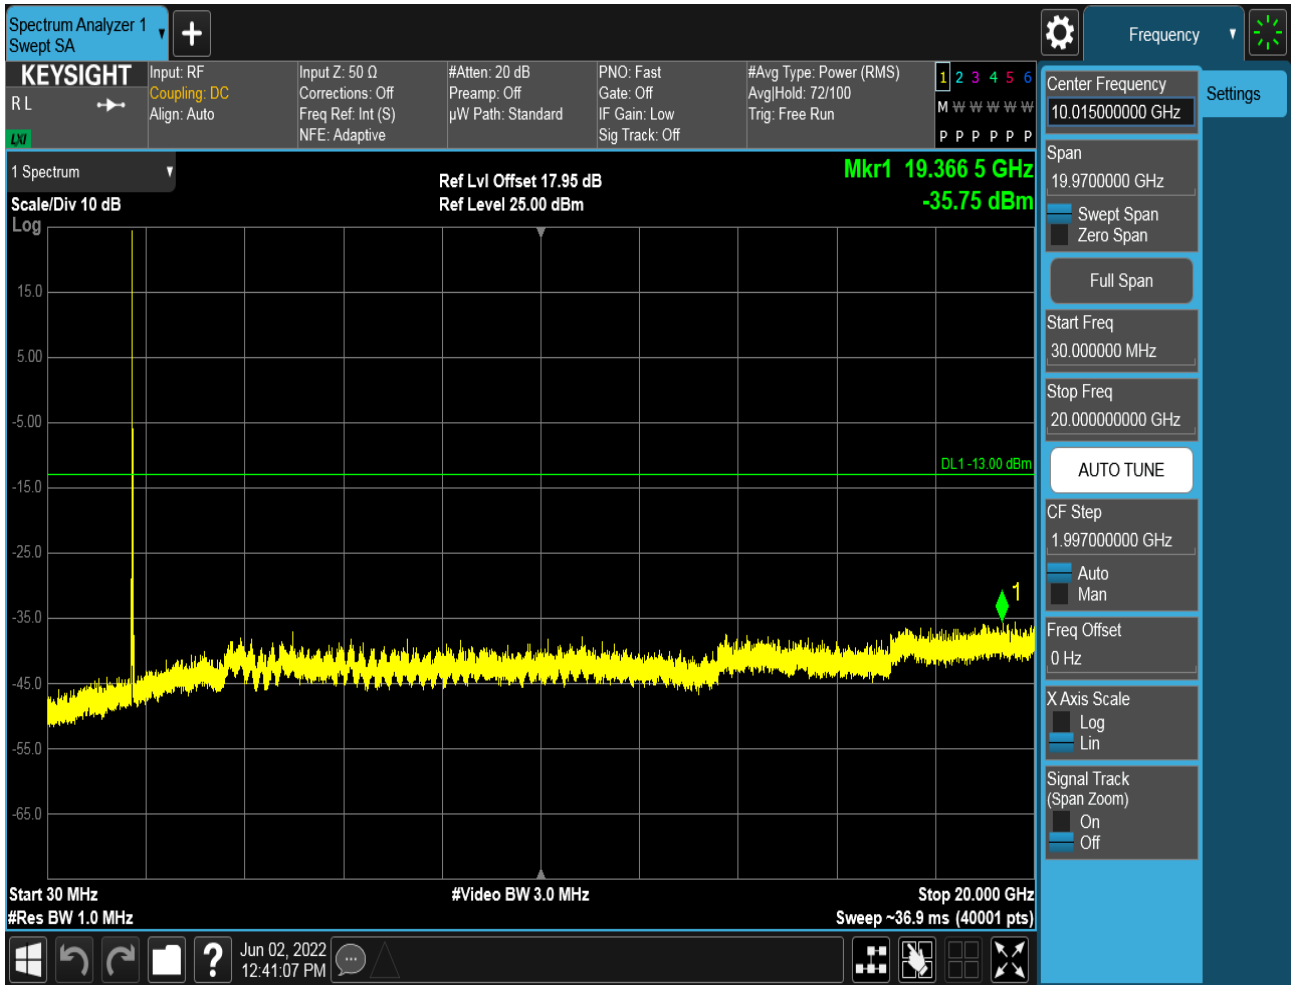 Spectrum Analyzer 1
Swept SA
Frequency
KEYSIGHT
R L
LXI
Input: RF
Coupling: DC
Align: Auto
Input Z: 50 Ω
Corrections: Off
Freq Ref: Int (S)
NFE: Adaptive
#Atten: 20 dB
Preamp: Off
µW Path: Standard
PNO: Fast
Gate: Off
IF Gain: Low
Sig Track: Off
#Avg Type: Power (RMS)
Avg|Hold: 72/100
Trig: Free Run
1 2 3 4 5 6
M W W W W W
P P P P P P
1 Spectrum
Scale/Div 10 dB
Log
Ref Lvl Offset 17.95 dB
Ref Level 25.00 dBm
Mkr1 19.366 5 GHz
-35.75 dBm
15.0
5.00
-5.00
-15.0
-25.0
-35.0
-45.0
-55.0
-65.0
DL1 -13.00 dBm
1
Start 30 MHz
#Res BW 1.0 MHz
#Video BW 3.0 MHz
Stop 20.000 GHz
Sweep ~36.9 ms (40001 pts)
Center Frequency
10.015000000 GHz
Span
19.9700000 GHz
Swept Span
Zero Span
Full Span
Start Freq
30.000000 MHz
Stop Freq
20.000000000 GHz
AUTO TUNE
CF Step
1.997000000 GHz
Auto
Man
Freq Offset
0 Hz
X Axis Scale
Log
Lin
Signal Track
(Span Zoom)
On
Off
Settings
?
Jun 02, 2022
12:41:07 PM